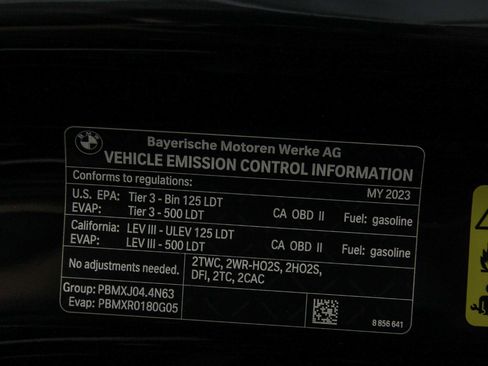 BMW
Bayerische Motoren Werke AG
VEHICLE EMISSION CONTROL INFORMATION
Conforms to regulations: MY 2023
U.S. EPA: Tier 3 - Bin 125 LDT
EVAP: Tier 3 - 500 LDT CA OBD II Fuel: gasoline
California: LEV III - ULEV 125 LDT
EVAP: LEV III - 500 LDT CA OBD II Fuel: gasoline
No adjustments needed. 2TWC, 2WR-HO2S, 2HO2S,
DFI, 2TC, 2CAC
Group: PBMXJ04.4N63
Evap: PBMXR0180G05
8 856 641